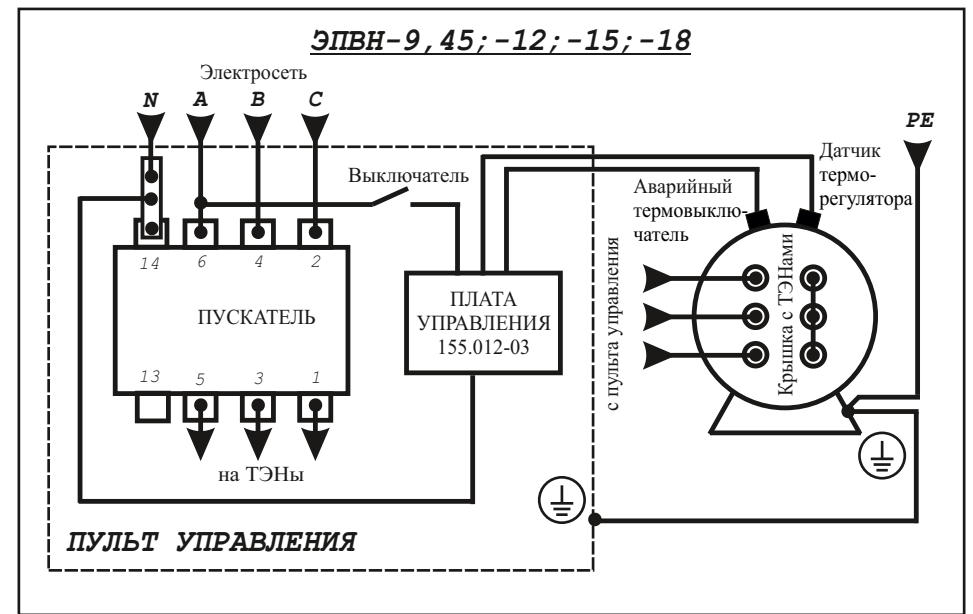 ЭПВН-9,45;-12;-15;-18
Электросеть
N A B C
PE
Выключатель
Аварийный
термовыклю-
чатель
Датчик
термо-
регулятора
14 6 4 2
ПУСКАТЕЛЬ
13 5 3 1
на ТЭНы
ПЛАТА
УПРАВЛЕНИЯ
155.012-03
с пульта управления
Крышка с ТЭНами
ПУЛЬТ УПРАВЛЕНИЯ